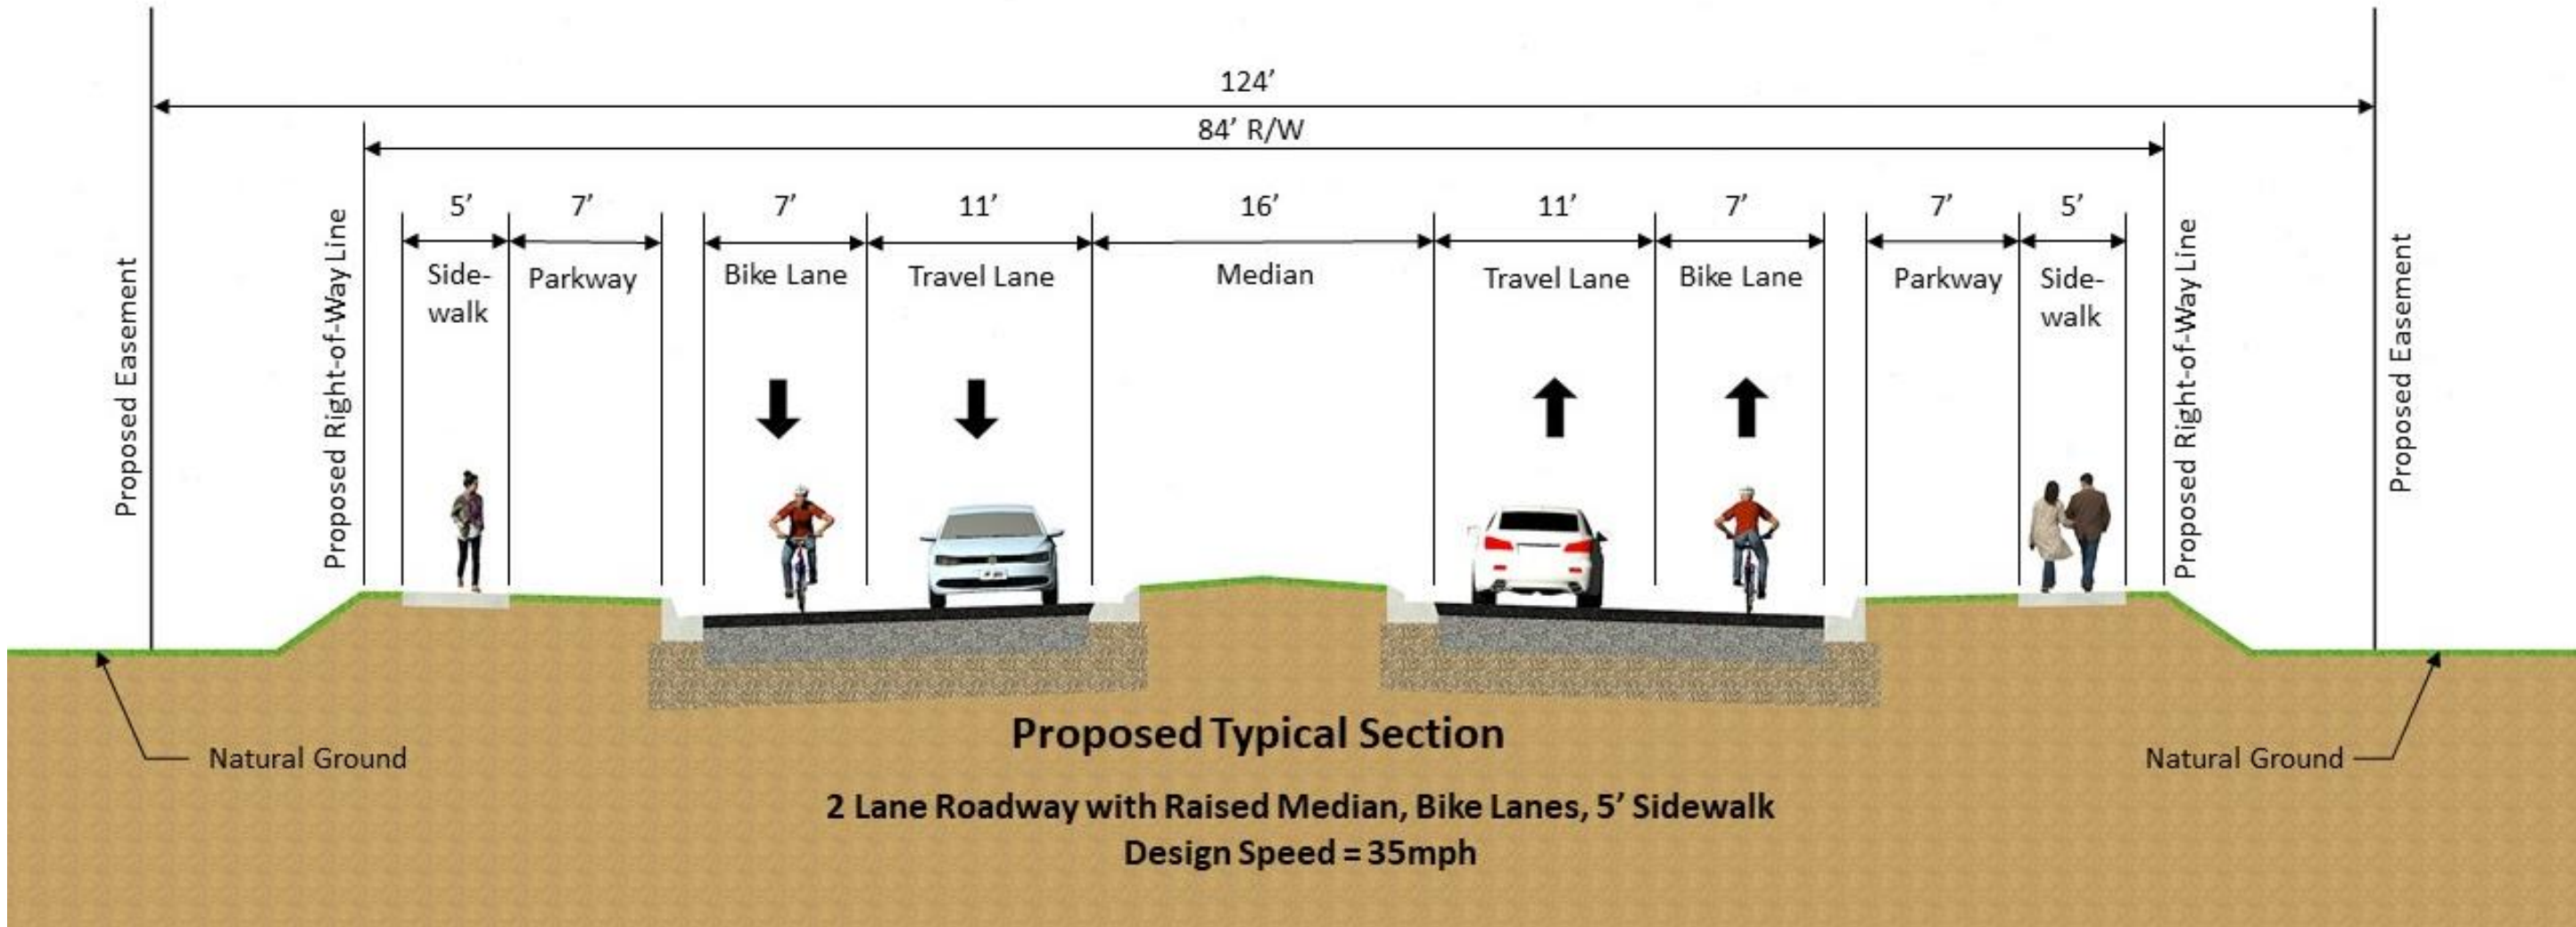 124’
84’ R/W
5’
7’
7’
11’
16’
11’
7’
7’
5’
Side-
walk
Parkway
Bike Lane
Travel Lane
Median
Travel Lane
Bike Lane
Parkway
Side-
walk
Proposed Easement
Proposed Right-of-Way Line
Proposed Right-of-Way Line
Proposed Easement
Natural Ground
Natural Ground
Proposed Typical Section
2 Lane Roadway with Raised Median, Bike Lanes, 5’ Sidewalk
Design Speed = 35mph